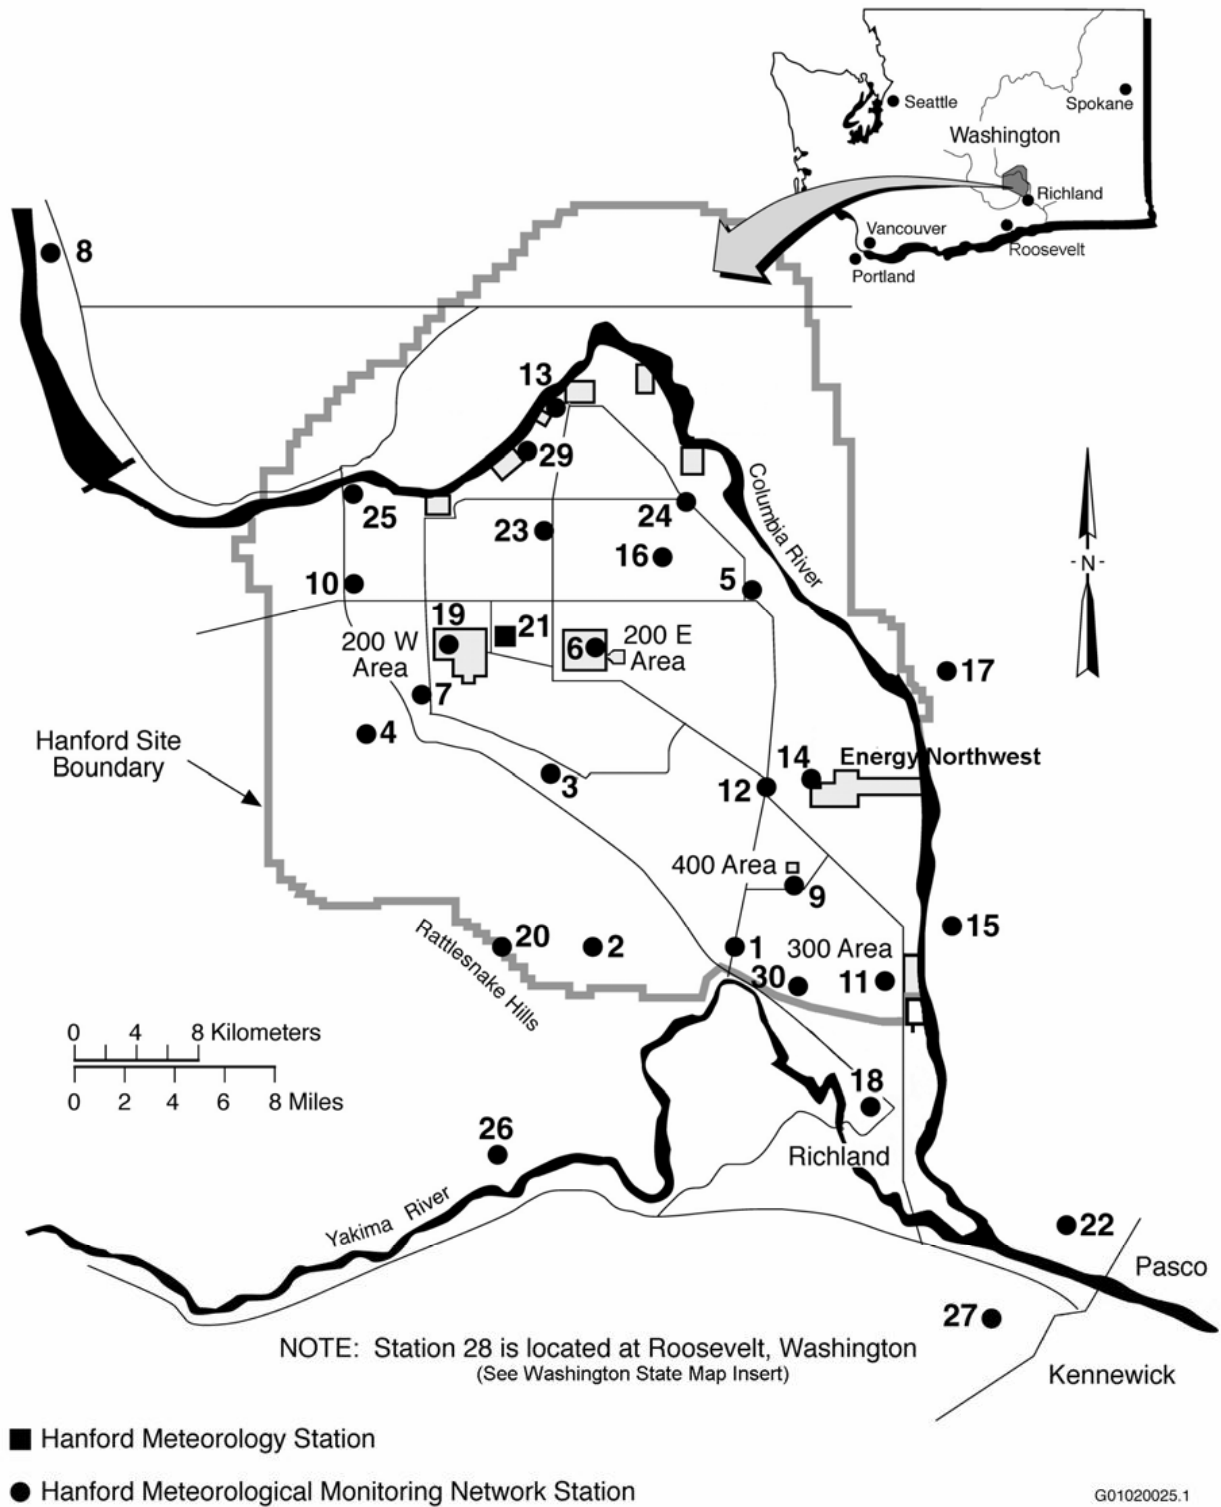 Seattle
Spokane
Washington
Richland
Vancouver
Roosevelt
Portland
8
13
29
25
23
24
16
10
5
Columbia River
19
21
200 W
Area
6
200 E
Area
17
7
4
- N -
Hanford Site
Boundary
3
14
Energy Northwest
12
400 Area
9
15
20
2
1
300 Area
30
11
Rattlesnake Hills
0 4 8 Kilometers
0 2 4 6 8 Miles
18
26
Richland
Yakima River
22
Pasco
27
NOTE: Station 28 is located at Roosevelt, Washington
(See Washington State Map Insert)
Kennewick
Hanford Meteorology Station
Hanford Meteorological Monitoring Network Station
G01020025.1